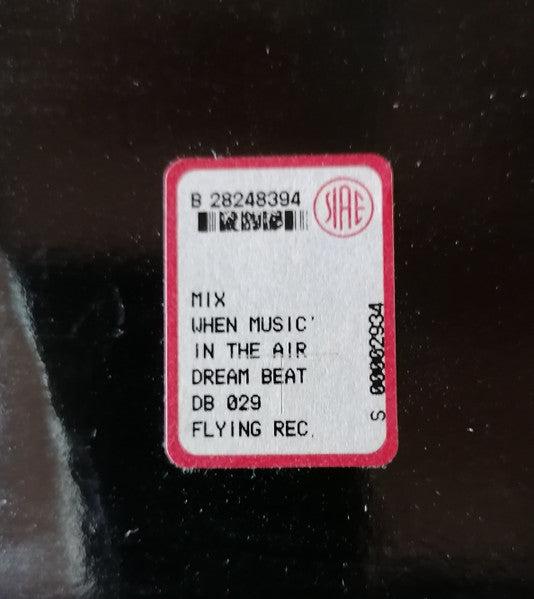 B 28248394
SIAE
MIX
WHEN MUSIC'
IN THE AIR
DREAM BEAT
DB 029
FLYING REC.
S 00002934